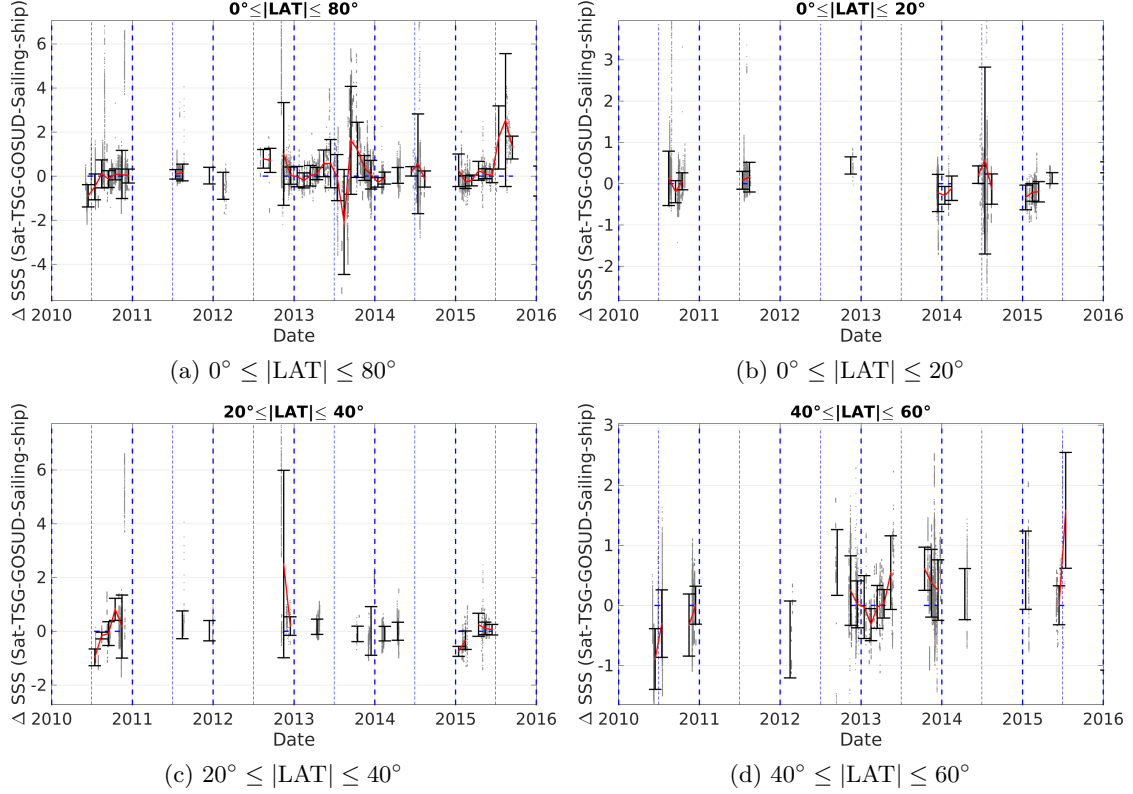 0°≤|LAT|≤ 80°
Δ SSS (Sat-TSG-GOSUD-Sailing-ship)
6
4
2
0
-2
-4
2010 2011 2012 2013 2014 2015 2016
Date
(a) 0° ≤ |LAT| ≤ 80°
0°≤|LAT|≤ 20°
Δ SSS (Sat-TSG-GOSUD-Sailing-ship)
3
2
1
0
-1
-2
2010 2011 2012 2013 2014 2015 2016
Date
(b) 0° ≤ |LAT| ≤ 20°
20°≤|LAT|≤ 40°
Δ SSS (Sat-TSG-GOSUD-Sailing-ship)
6
4
2
0
-2
2010 2011 2012 2013 2014 2015 2016
Date
(c) 20° ≤ |LAT| ≤ 40°
40°≤|LAT|≤ 60°
Δ SSS (Sat-TSG-GOSUD-Sailing-ship)
3
2
1
0
-1
2010 2011 2012 2013 2014 2015 2016
Date
(d) 40° ≤ |LAT| ≤ 60°